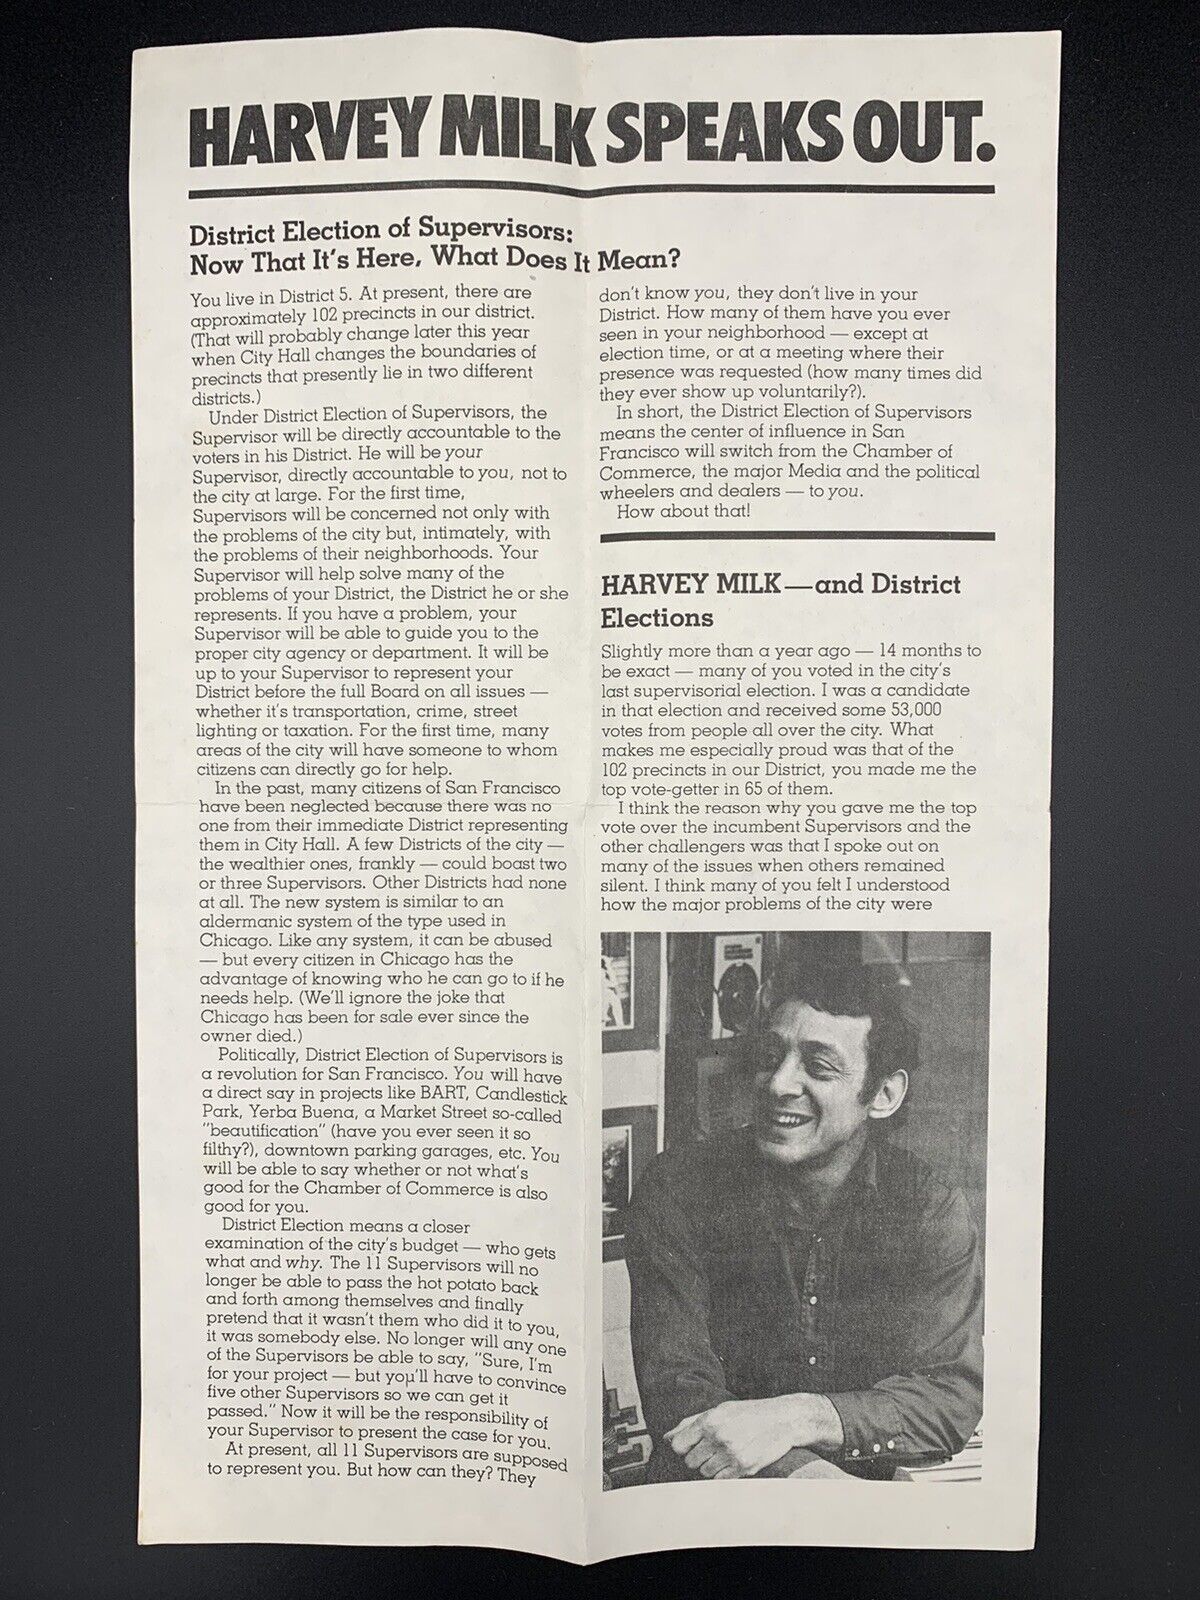 HARVEY MILK SPEAKS OUT.
District Election of Supervisors:
Now That It's Here, What Does It Mean?
You live in District 5. At present, there are
approximately 102 precincts in our district.
(That will probably change later this year
when City Hall changes the boundaries of
precincts that presently lie in two different
districts.)
Under District Election of Supervisors, the
Supervisor will be directly accountable to the
voters in his District. He will be your
Supervisor, directly accountable to you, not to
the city at large. For the first time,
Supervisors will be concerned not only with
the problems of the city but, intimately, with
the problems of their neighborhoods. Your
Supervisor will help solve many of the
problems of your District, the District he or she
represents. If you have a problem, your
Supervisor will be able to guide you to the
proper city agency or department. It will be
up to your Supervisor to represent your
District before the full Board on all issues —
whether it's transportation, crime, street
lighting or taxation. For the first time, many
areas of the city will have someone to whom
citizens can directly go for help.
In the past, many citizens of San Francisco
have been neglected because there was no
one from their immediate District representing
them in City Hall. A few Districts of the city —
the wealthier ones, frankly — could boast two
or three Supervisors. Other Districts had none
at all. The new system is similar to an
aldermanic system of the type used in
Chicago. Like any system, it can be abused
— but every citizen in Chicago has the
advantage of knowing who he can go to if he
needs help. (We'll ignore the joke that
Chicago has been for sale ever since the
owner died.)
Politically, District Election of Supervisors is
a revolution for San Francisco. You will have
a direct say in projects like BART, Candlestick
Park, Yerba Buena, a Market Street so-called
"beautification" (have you ever seen it so
filthy?), downtown parking garages, etc. You
will be able to say whether or not what's
good for the Chamber of Commerce is also
good for you.
District Election means a closer
examination of the city's budget — who gets
what and why. The 11 Supervisors will no
longer be able to pass the hot potato back
and forth among themselves and finally
pretend that it wasn't them who did it to you,
it was somebody else. No longer will any one
of the Supervisors be able to say, "Sure, I'm
for your project — but you'll have to convince
five other Supervisors so we can get it
passed." Now it will be the responsibility of
your Supervisor to present the case for you.
At present, all 11 Supervisors are supposed
to represent you. But how can they? They
don't know you, they don't live in your
District. How many of them have you ever
seen in your neighborhood — except at
election time, or at a meeting where their
presence was requested (how many times did
they ever show up voluntarily?).
In short, the District Election of Supervisors
means the center of influence in San
Francisco will switch from the Chamber of
Commerce, the major Media and the political
wheelers and dealers — to you.
How about that!
HARVEY MILK—and District
Elections
Slightly more than a year ago — 14 months to
be exact — many of you voted in the city's
last supervisorial election. I was a candidate
in that election and received some 53,000
votes from people all over the city. What
makes me especially proud was that of the
102 precincts in our District, you made me the
top vote-getter in 65 of them.
I think the reason why you gave me the top
vote over the incumbent Supervisors and the
other challengers was that I spoke out on
many of the issues when others remained
silent. I think many of you felt I understood
how the major problems of the city were